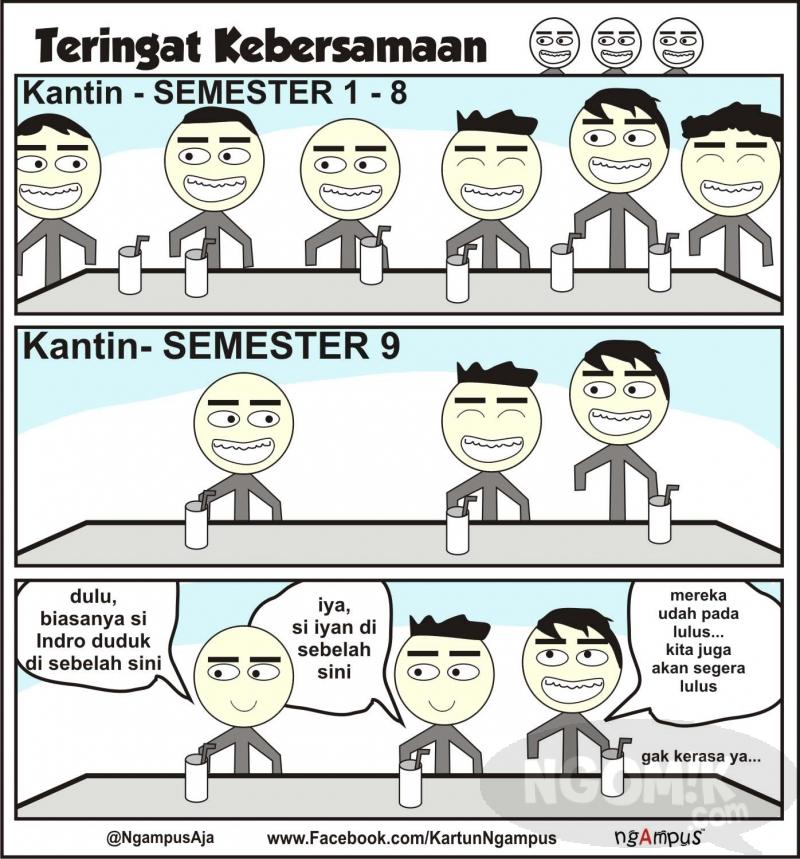 Teringat Kebersamaan
Kantin - SEMESTER 1 - 8
Kantin- SEMESTER 9
dulu,
biasanya si
Indro duduk
di sebelah sini
iya,
si iyan di
sebelah
sini
mereka
udah pada
lulus...
kita juga
akan segera
lulus
gak kerasa ya...
NGOM!K
.com
@NgampusAja
www.Facebook.com/KartunNgampus
ngAmpus™